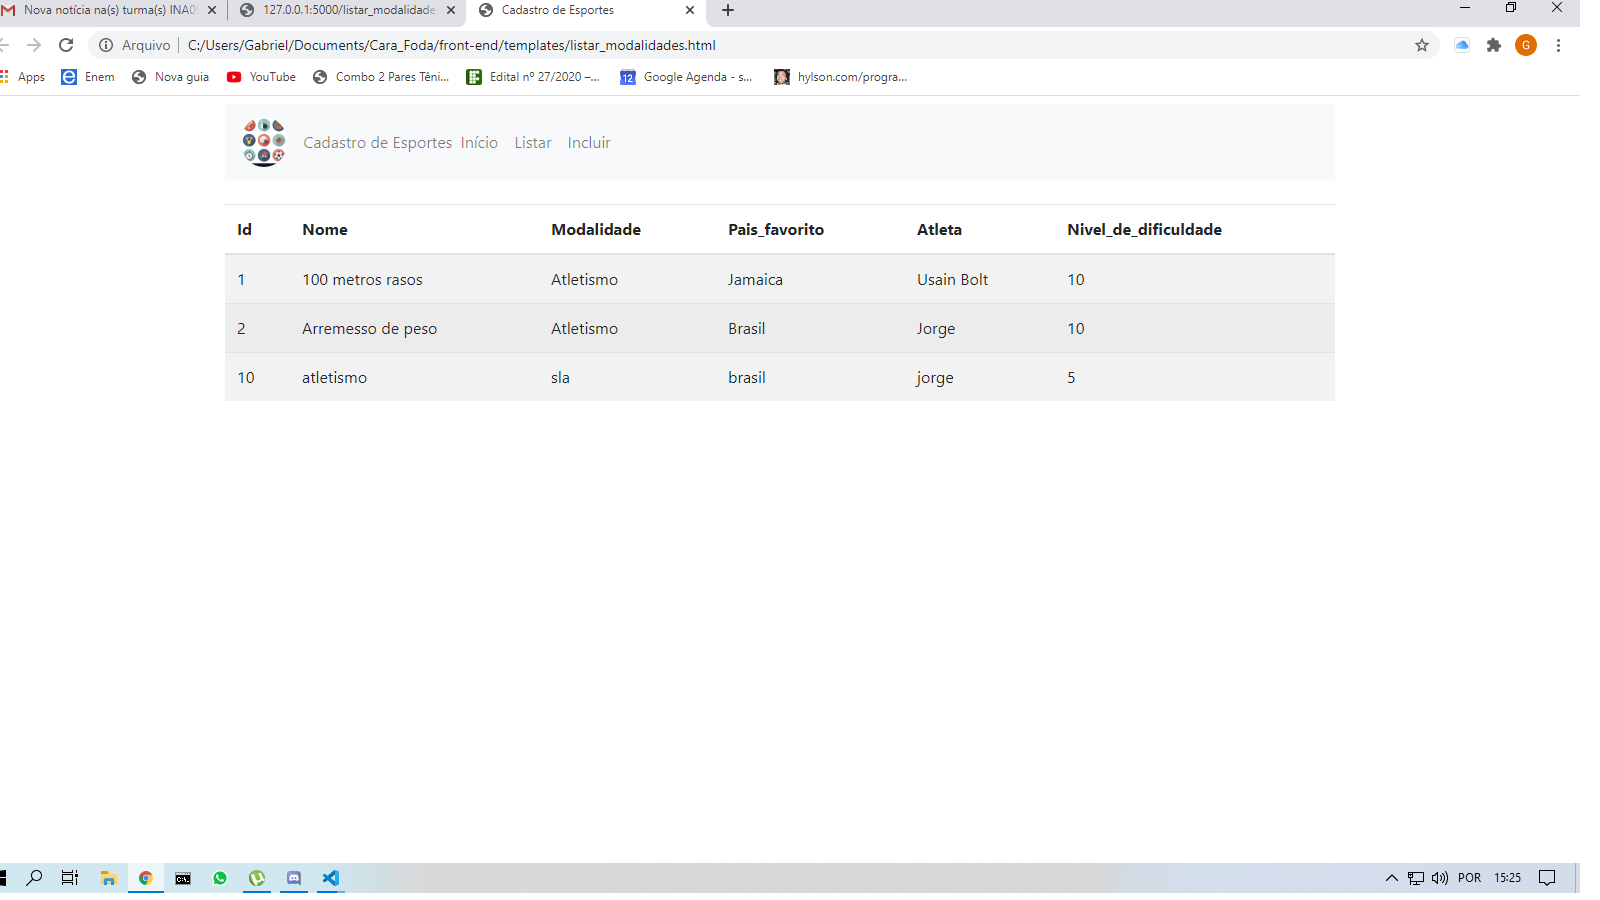 Nova notícia na(s) turma(s) INA09
127.0.0.1:5000/listar_modalidades
Cadastro de Esportes
Arquivo C:/Users/Gabriel/Documents/Cara_Foda/front-end/templates/listar_modalidades.html
G
Apps Enem Nova guia YouTube Combo 2 Pares Têni... Edital nº 27/2020 –... 12 Google Agenda - s... hylson.com/progra...
Cadastro de Esportes Início Listar Incluir
Id Nome Modalidade Pais_favorito Atleta Nivel_de_dificuldade
1 100 metros rasos Atletismo Jamaica Usain Bolt 10
2 Arremesso de peso Atletismo Brasil Jorge 10
10 atletismo sla brasil jorge 5
POR 15:25